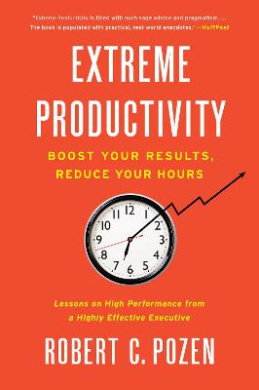 "Extreme Productivity is filled with such sage advice and pragmatism. . . .
The book is populated with practical, real-world anecdotes."—HuffPost
EXTREME
PRODUCTIVITY
BOOST YOUR RESULTS,
REDUCE YOUR HOURS
12
11 1
10 2
9 3
8 4
7 5
6
Lessons on High Performance from
a Highly Effective Executive
ROBERT C. POZEN